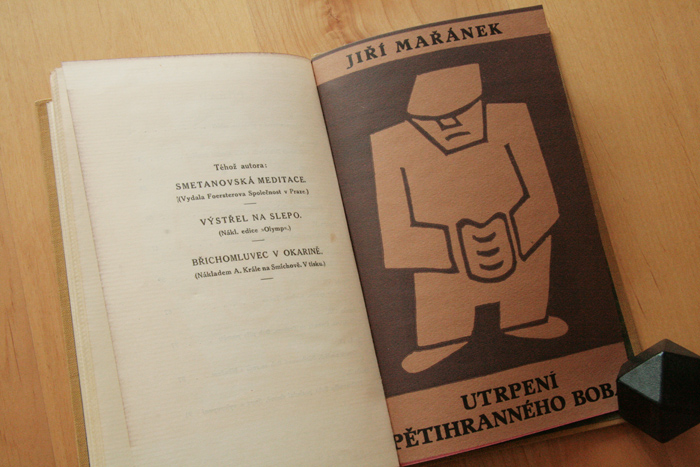 Téhož autora:
SMETANOVSKÁ MEDITACE.
)(Vydala Foersterova Společnost v Praze.)
VÝSTŘEL NA SLEPO.
(Nákl. edice »Olymp«.)
BŘICHOMLUVEC V OKARINĚ.
(Nákladem A. Krále na Smíchově. V tisku.)
JIŘÍ MAŘÁNEK
UTRPENÍ
PĚTIHRANNÉHO BOBA